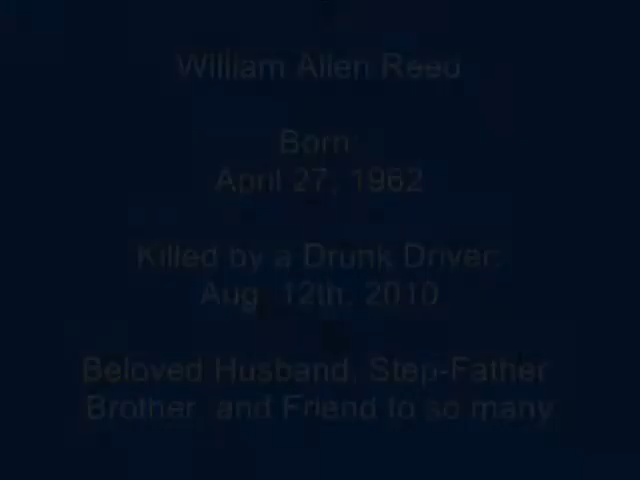 William Allen Reed
Born:
April 27, 1962
Killed by a Drunk Driver:
Aug. 12th, 2010
Beloved Husband, Step-Father
Brother, and Friend to so many